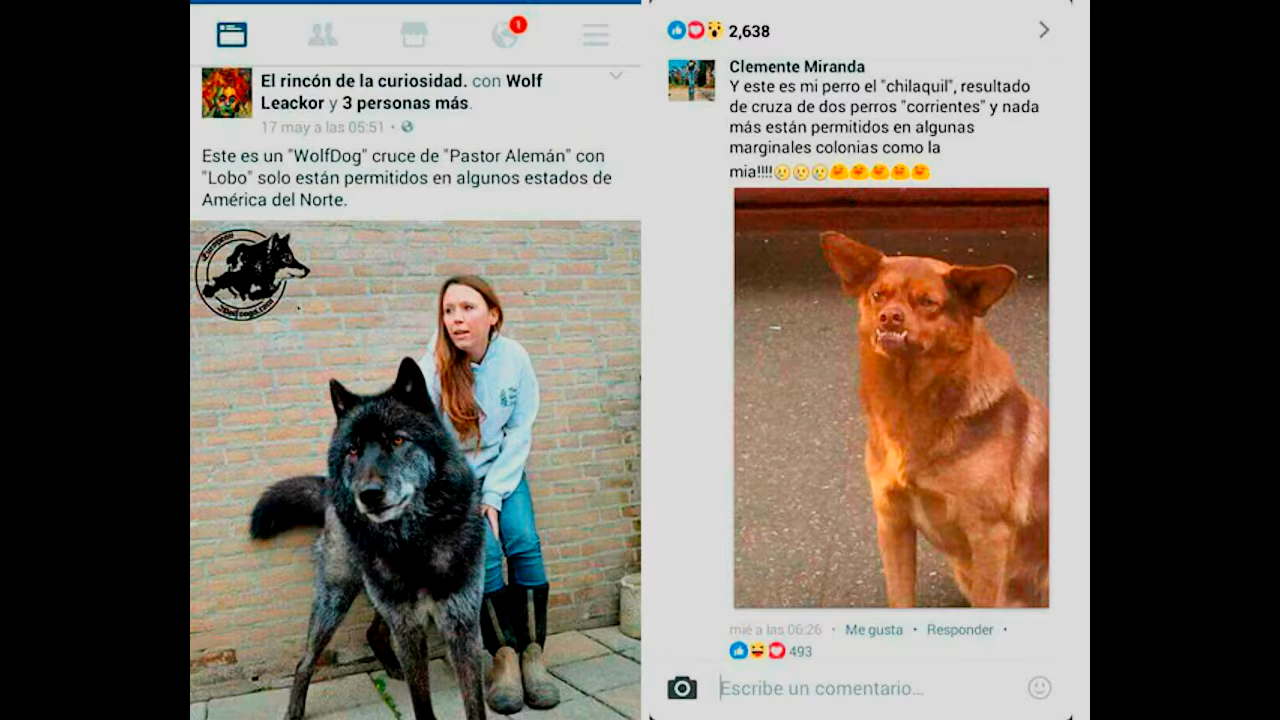 1
El rincón de la curiosidad. con Wolf
Leackor y 3 personas más.
17 may a las 05:51 •
Este es un "WolfDog" cruce de "Pastor Alemán" con
"Lobo" solo están permitidos en algunos estados de
América del Norte.
2,638
Clemente Miranda
Y este es mi perro el "chilaquil", resultado
de cruza de dos perros "corrientes" y nada
más están permitidos en algunas
marginales colonias como la
mia!!!!
mié a las 06:26 • Me gusta • Responder •
493
Escribe un comentario...